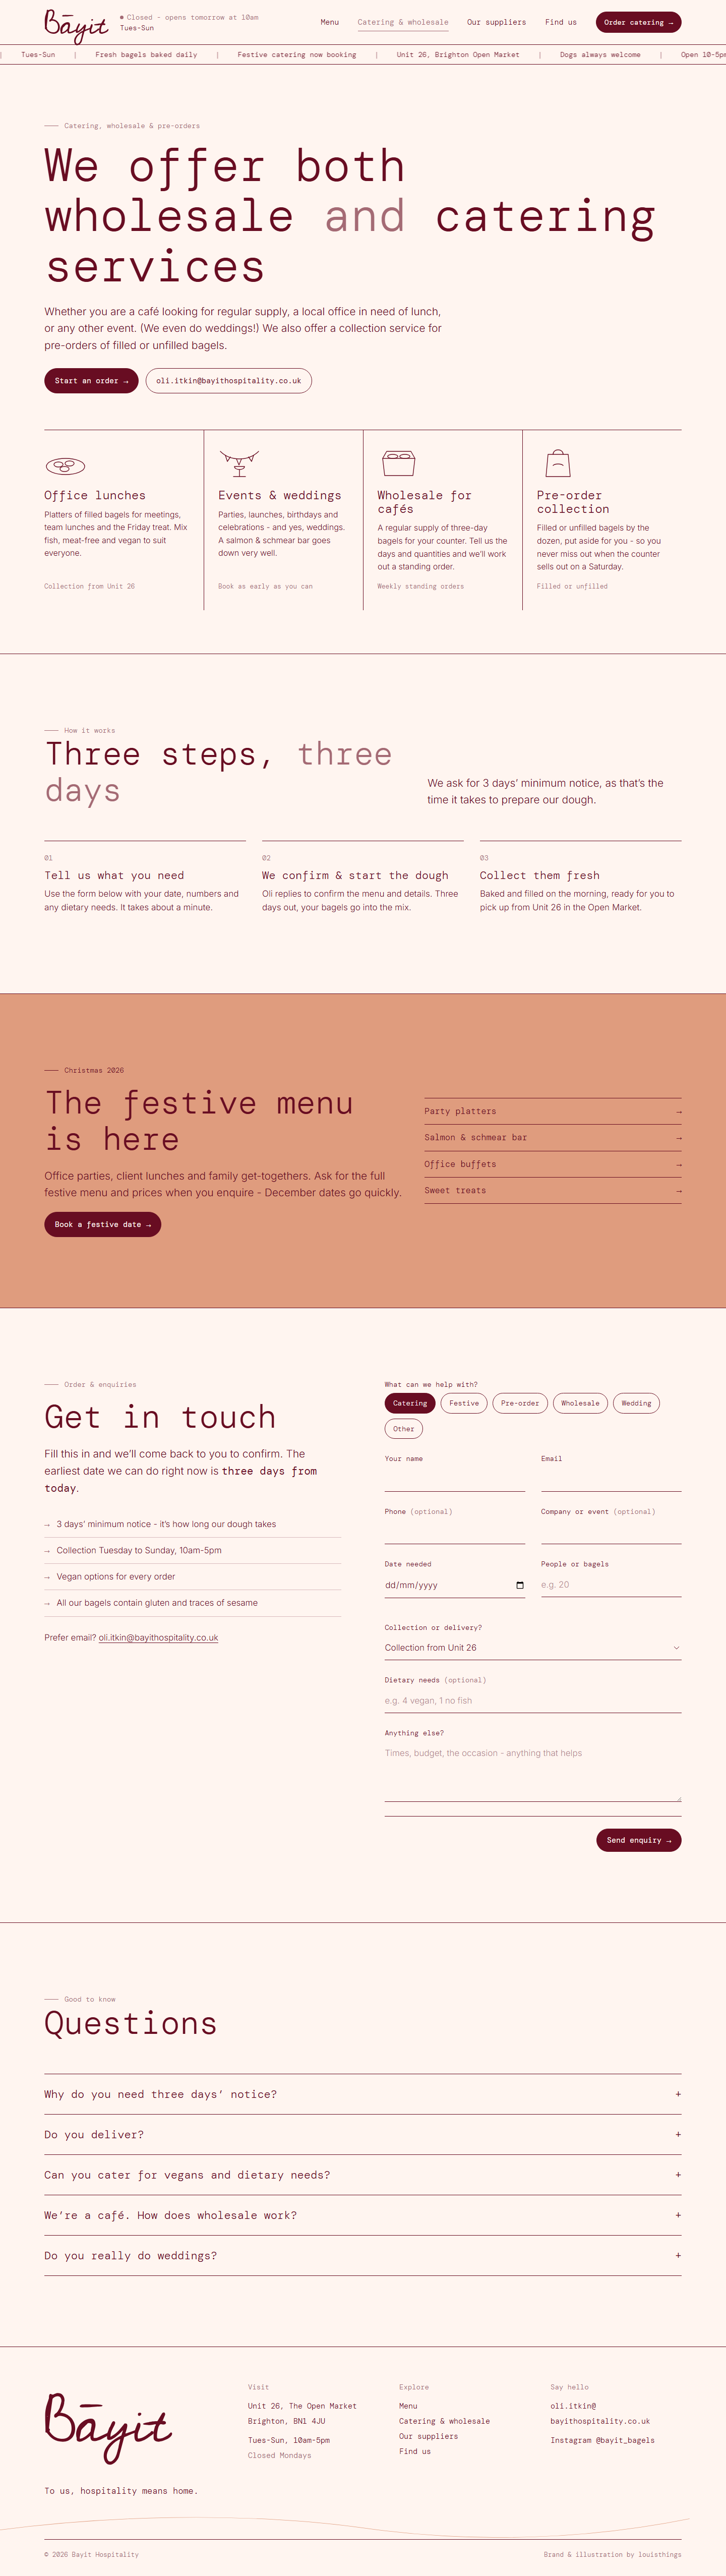 Bāyit
Closed - opens tomorrow at 10am
Tues-Sun
Menu
Catering & wholesale
Our suppliers
Find us
Order catering →
| Tues-Sun | Fresh bagels baked daily | Festive catering now booking | Unit 26, Brighton Open Market | Dogs always welcome | Open 10-5pm
Catering, wholesale & pre-orders
We offer both
wholesale and catering
services
Whether you are a café looking for regular supply, a local office in need of lunch,
or any other event. (We even do weddings!) We also offer a collection service for
pre-orders of filled or unfilled bagels.
Start an order →
oli.itkin@bayithospitality.co.uk
Office lunches
Platters of filled bagels for meetings,
team lunches and the Friday treat. Mix
fish, meat-free and vegan to suit
everyone.
Collection from Unit 26
Events & weddings
Parties, launches, birthdays and
celebrations - and yes, weddings.
A salmon & schmear bar goes
down very well.
Book as early as you can
Wholesale for
cafés
A regular supply of three-day
bagels for your counter. Tell us the
days and quantities and we'll work
out a standing order.
Weekly standing orders
Pre-order
collection
Filled or unfilled bagels by the
dozen, put aside for you - so you
never miss out when the counter
sells out on a Saturday.
Filled or unfilled
How it works
Three steps, three
days
We ask for 3 days' minimum notice, as that's the
time it takes to prepare our dough.
01
Tell us what you need
Use the form below with your date, numbers and
any dietary needs. It takes about a minute.
02
We confirm & start the dough
Oli replies to confirm the menu and details. Three
days out, your bagels go into the mix.
03
Collect them fresh
Baked and filled on the morning, ready for you to
pick up from Unit 26 in the Open Market.
Christmas 2026
The festive menu
is here
Office parties, client lunches and family get-togethers. Ask for the full
festive menu and prices when you enquire - December dates go quickly.
Book a festive date →
Party platters →
Salmon & schmear bar →
Office buffets →
Sweet treats →
Order & enquiries
Get in touch
Fill this in and we'll come back to you to confirm. The
earliest date we can do right now is three days from
today.
→ 3 days' minimum notice - it's how long our dough takes
→ Collection Tuesday to Sunday, 10am-5pm
→ Vegan options for every order
→ All our bagels contain gluten and traces of sesame
Prefer email? oli.itkin@bayithospitality.co.uk
What can we help with?
Catering
Festive
Pre-order
Wholesale
Wedding
Other
Your name
Email
Phone (optional)
Company or event (optional)
Date needed
dd/mm/yyyy
People or bagels
e.g. 20
Collection or delivery?
Collection from Unit 26
Dietary needs (optional)
e.g. 4 vegan, 1 no fish
Anything else?
Times, budget, the occasion - anything that helps
Send enquiry →
Good to know
Questions
Why do you need three days' notice? +
Do you deliver? +
Can you cater for vegans and dietary needs? +
We're a café. How does wholesale work? +
Do you really do weddings? +
Bāyit
To us, hospitality means home.
Visit
Unit 26, The Open Market
Brighton, BN1 4JU
Tues-Sun, 10am-5pm
Closed Mondays
Explore
Menu
Catering & wholesale
Our suppliers
Find us
Say hello
oli.itkin@
bayithospitality.co.uk
Instagram @bayit_bagels
© 2026 Bayit Hospitality
Brand & illustration by louisthings